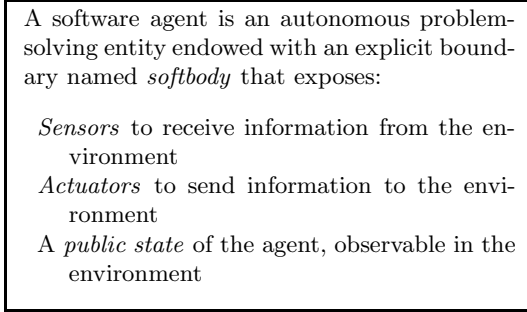 A software agent is an autonomous problem-
solving entity endowed with an explicit bound-
ary named softbody that exposes:
Sensors to receive information from the en-
vironment
Actuators to send information to the envi-
ronment
A public state of the agent, observable in the
environment